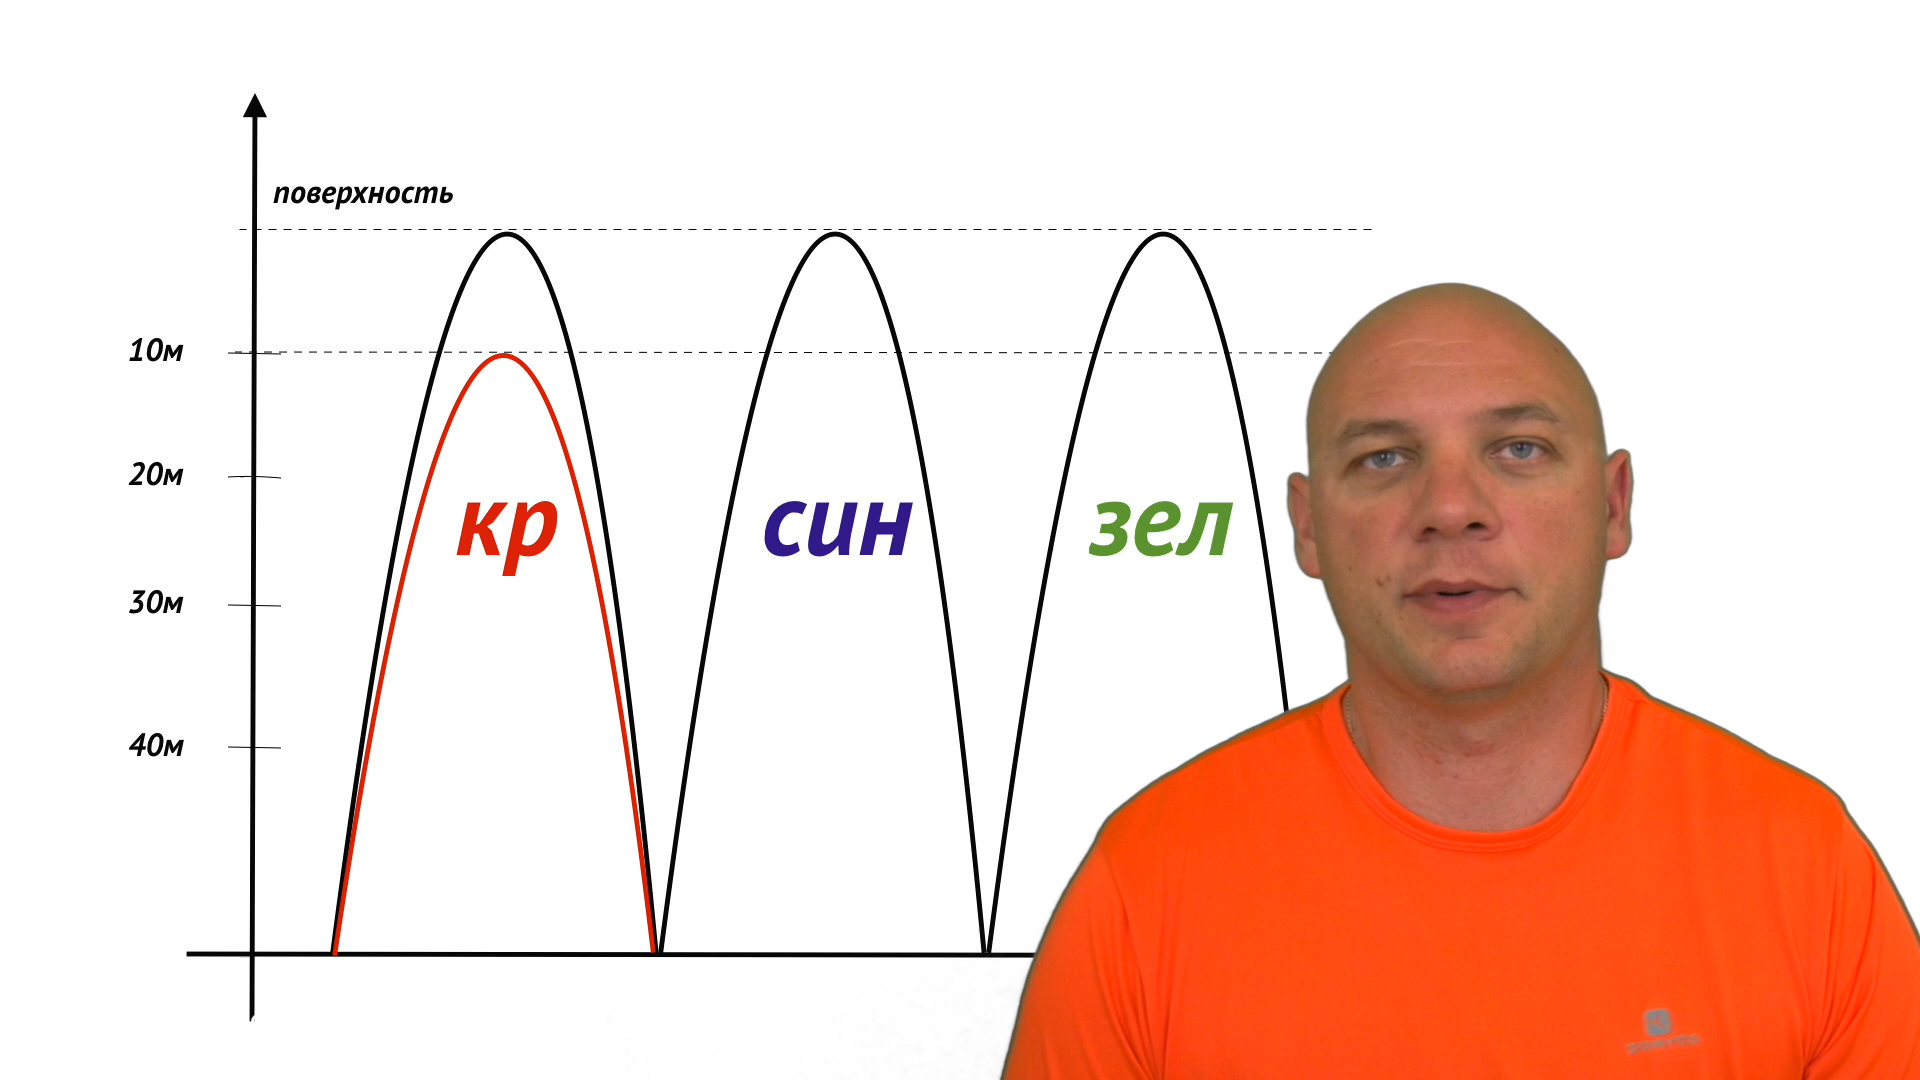 поверхность
10м
20м
кр син зел
30м
40м